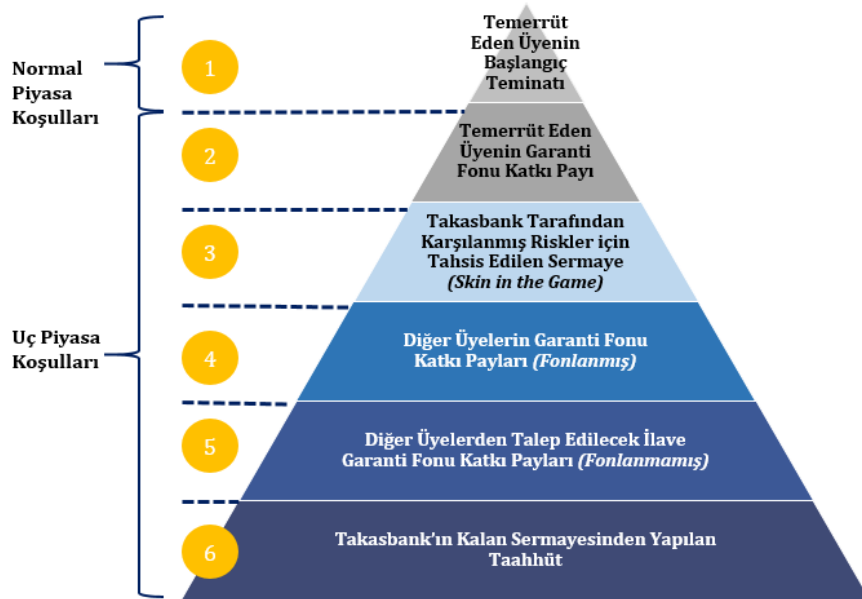 Normal
Piyasa
Koşulları
Uç Piyasa
Koşulları
1
Temerrüt
Eden Üyenin
Başlangıç
Teminatı
2
Temerrüt Eden
Üyenin Garanti
Fonu Katkı Payı
3
Takasbank Tarafından
Karşılanmış Riskler için
Tahsis Edilen Sermaye
(Skin in the Game)
4
Diğer Üyelerin Garanti Fonu
Katkı Payları (Fonlanmış)
5
Diğer Üyelerden Talep Edilecek İlave
Garanti Fonu Katkı Payları (Fonlanmamış)
6
Takasbank’ın Kalan Sermayesinden Yapılan
Taahhüt